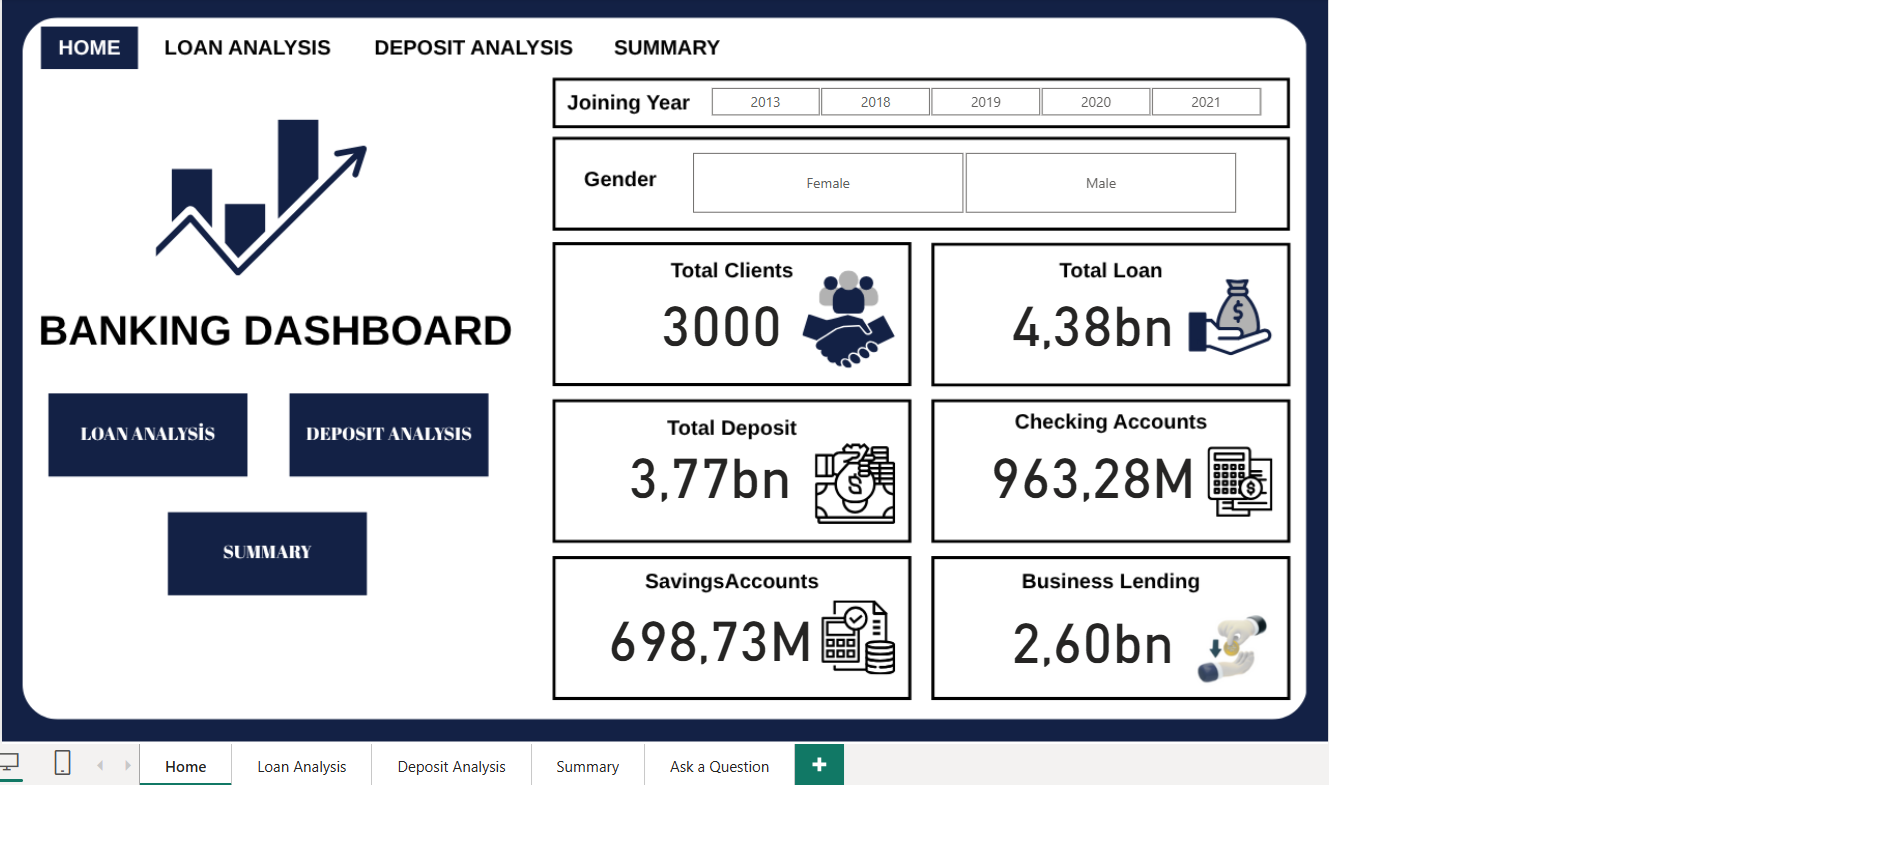 HOME LOAN ANALYSIS DEPOSIT ANALYSIS SUMMARY
Joining Year 2013 2018 2019 2020 2021
Gender Female Male
BANKING DASHBOARD
LOAN ANALYSİS DEPOSIT ANALYSIS
SUMMARY
Total Clients
3000
Total Loan
4,38bn
Total Deposit
3,77bn
Checking Accounts
963,28M
SavingsAccounts
698,73M
Business Lending
2,60bn
Home Loan Analysis Deposit Analysis Summary Ask a Question